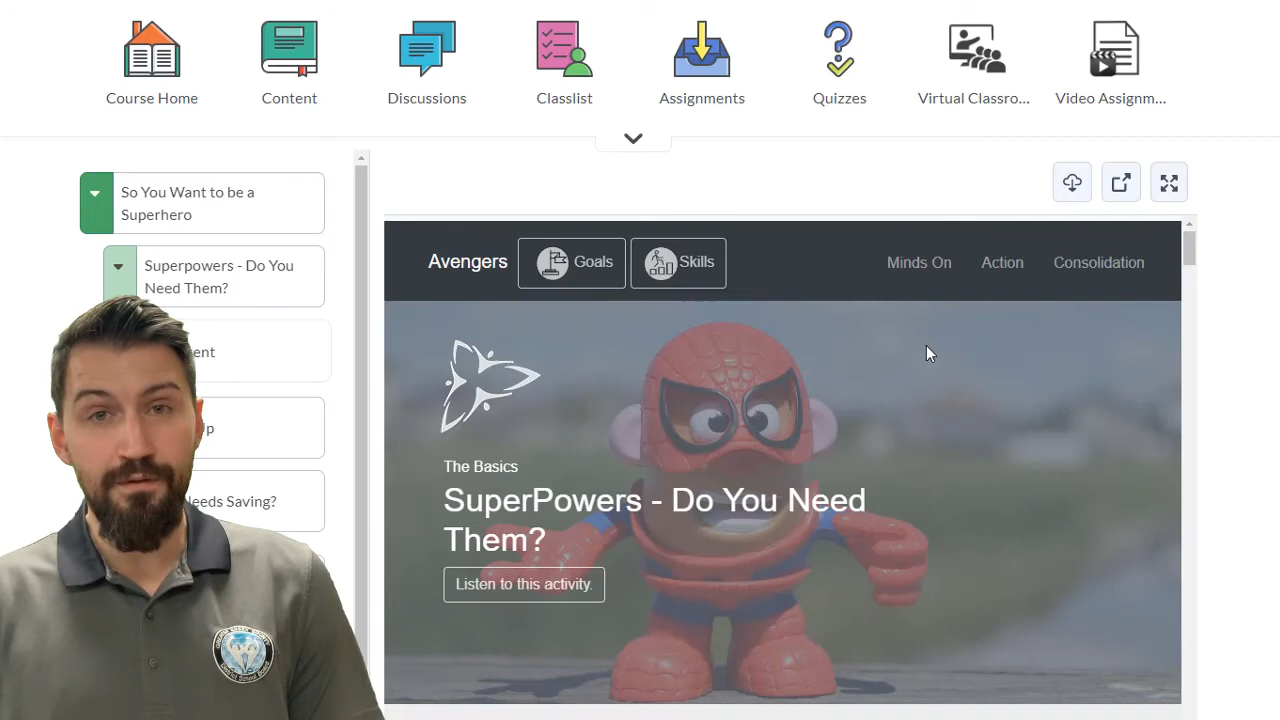 Course Home
Content
Discussions
Classlist
Assignments
Quizzes
Virtual Classro...
Video Assignm...
So You Want to be a
Superhero
Superpowers - Do You
Need Them?
Needs Saving?
Avengers
Goals
Skills
Minds On
Action
Consolidation
The Basics
SuperPowers - Do You Need
Them?
Listen to this activity.